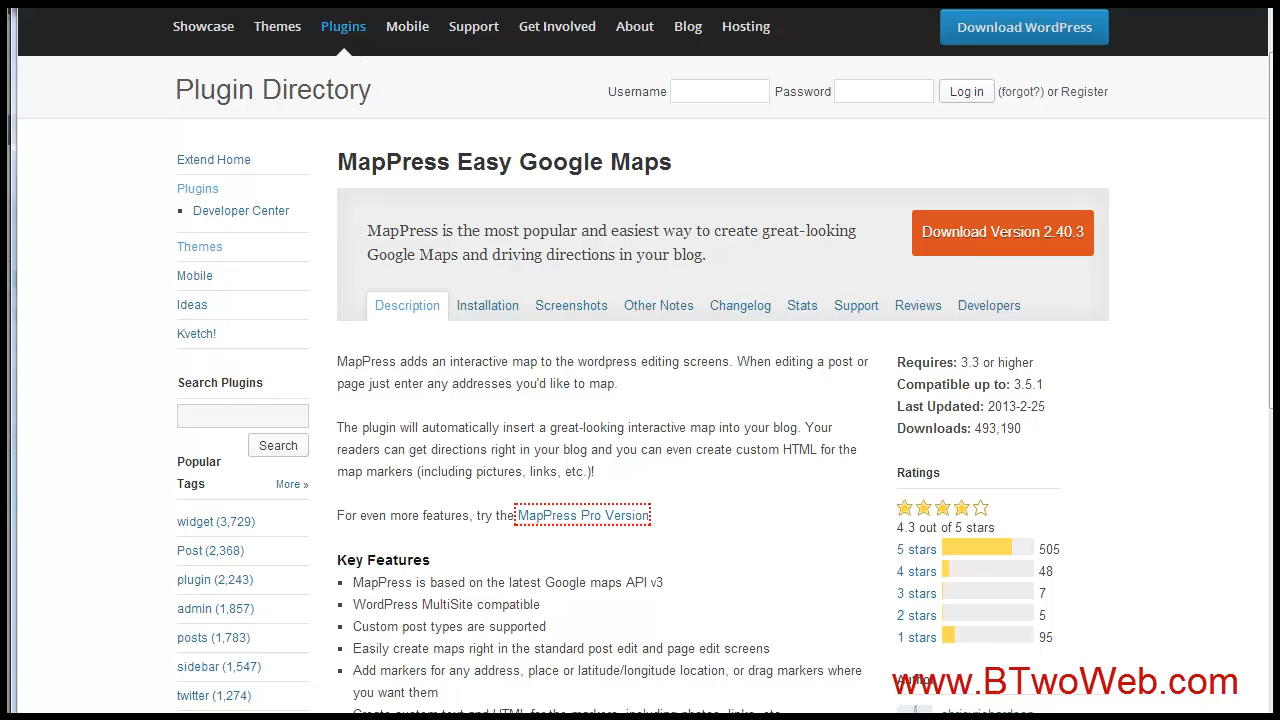 Showcase Themes Plugins Mobile Support Get Involved About Blog Hosting Download WordPress
Plugin Directory
Username Password Log in (forgot?) or Register
Extend Home
Plugins
Developer Center
Themes
Mobile
Ideas
Kvetch!
Search Plugins
Search
Popular
Tags More »
widget (3,729)
Post (2,368)
plugin (2,243)
admin (1,857)
posts (1,783)
sidebar (1,547)
twitter (1,274)
MapPress Easy Google Maps
MapPress is the most popular and easiest way to create great-looking
Google Maps and driving directions in your blog.
Download Version 2.40.3
Description Installation Screenshots Other Notes Changelog Stats Support Reviews Developers
MapPress adds an interactive map to the wordpress editing screens. When editing a post or
page just enter any addresses you'd like to map.
The plugin will automatically insert a great-looking interactive map into your blog. Your
readers can get directions right in your blog and you can even create custom HTML for the
map markers (including pictures, links, etc.)!
For even more features, try the MapPress Pro Version
Key Features
MapPress is based on the latest Google maps API v3
WordPress MultiSite compatible
Custom post types are supported
Easily create maps right in the standard post edit and page edit screens
Add markers for any address, place or latitude/longitude location, or drag markers where
you want them
Requires: 3.3 or higher
Compatible up to: 3.5.1
Last Updated: 2013-2-25
Downloads: 493,190
Ratings
4.3 out of 5 stars
5 stars 505
4 stars 48
3 stars 7
2 stars 5
1 stars 95
www.BTwoWeb.com